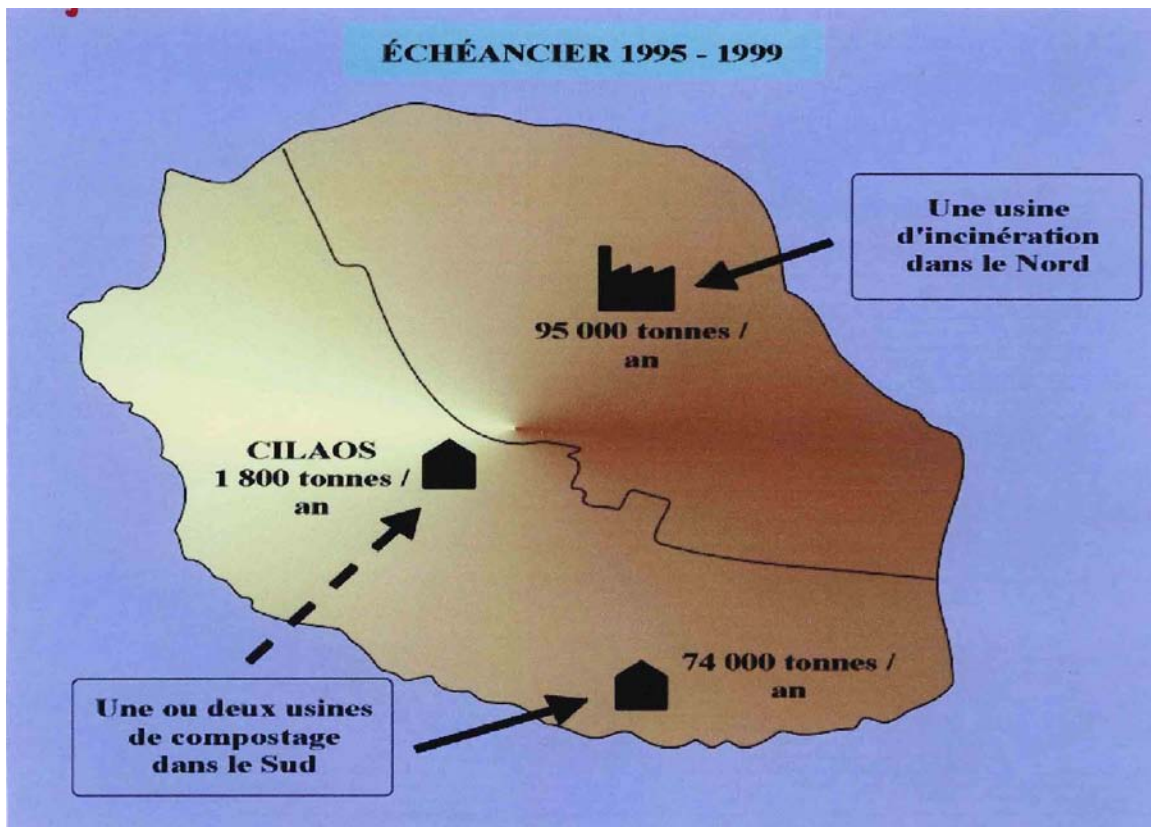 ÉCHÉANCIER 1995 - 1999
Une usine
d'incinération
dans le Nord
95 000 tonnes /
an
CILAOS
1 800 tonnes /
an
74 000 tonnes /
an
Une ou deux usines
de compostage
dans le Sud